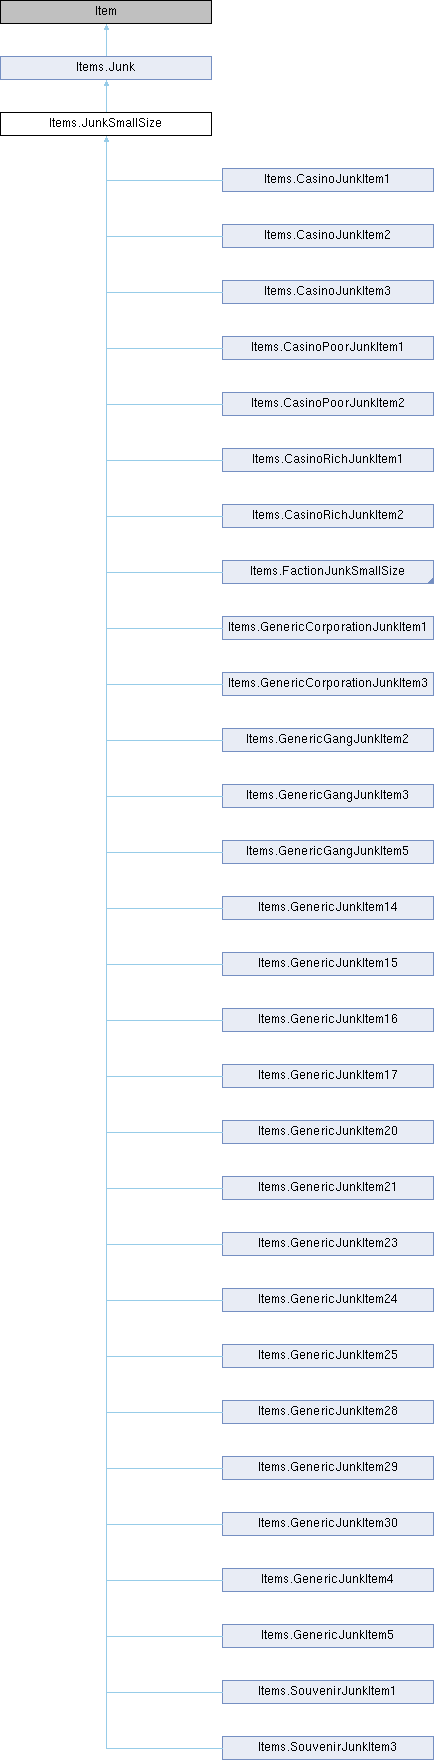 Item
Items.Junk
Items.JunkSmallSize
Items.CasinoJunkItem1
Items.CasinoJunkItem2
Items.CasinoJunkItem3
Items.CasinoPoorJunkItem1
Items.CasinoPoorJunkItem2
Items.CasinoRichJunkItem1
Items.CasinoRichJunkItem2
Items.FactionJunkSmallSize
Items.GenericCorporationJunkItem1
Items.GenericCorporationJunkItem3
Items.GenericGangJunkItem2
Items.GenericGangJunkItem3
Items.GenericGangJunkItem5
Items.GenericJunkItem14
Items.GenericJunkItem15
Items.GenericJunkItem16
Items.GenericJunkItem17
Items.GenericJunkItem20
Items.GenericJunkItem21
Items.GenericJunkItem23
Items.GenericJunkItem24
Items.GenericJunkItem25
Items.GenericJunkItem28
Items.GenericJunkItem29
Items.GenericJunkItem30
Items.GenericJunkItem4
Items.GenericJunkItem5
Items.SouvenirJunkItem1
Items.SouvenirJunkItem3